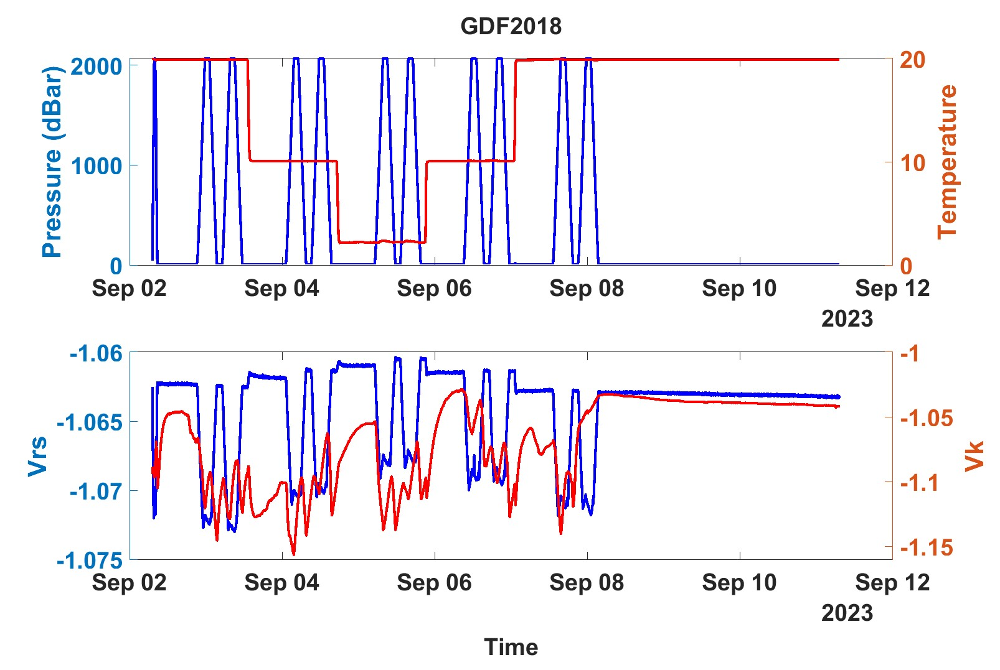 GDF2018
Pressure (dBar)
2000
1000
0
Temperature
20
10
0
Sep 02 Sep 04 Sep 06 Sep 08 Sep 10 Sep 12
2023
Vrs
-1.06
-1.065
-1.07
-1.075
Vk
-1
-1.05
-1.1
-1.15
Sep 02 Sep 04 Sep 06 Sep 08 Sep 10 Sep 12
2023
Time